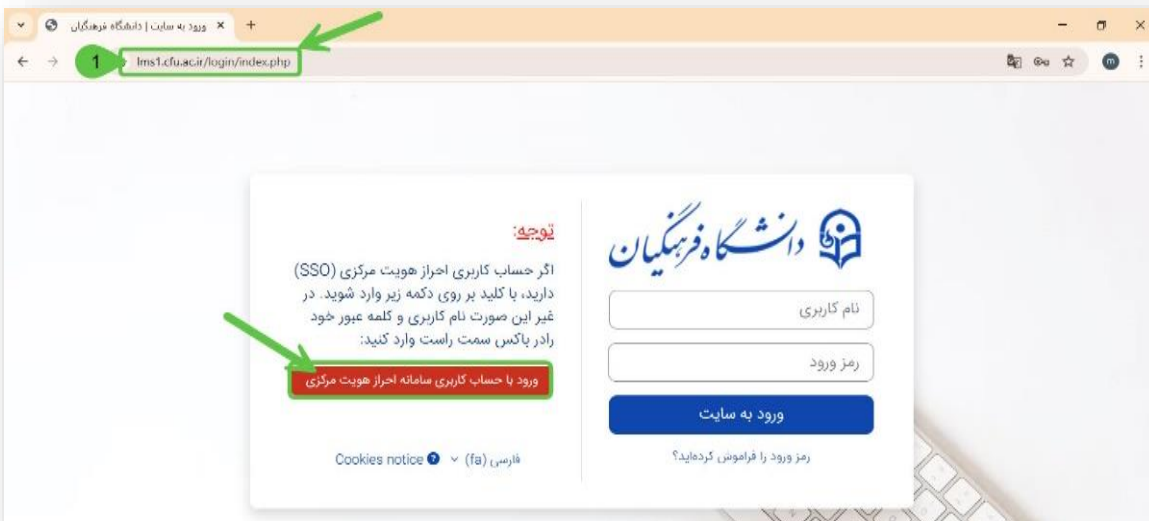 ورود به سایت | دانشگاه فرهنگیان
1
lms1.cfu.ac.ir/login/index.php
m
دانشگاه فرهنگیان
نام کاربری
رمز ورود
ورود به سایت
رمز ورود را فراموش کرده‌اید؟
توجه:
اگر حساب کاربری احراز هویت مرکزی (SSO)
دارید، با کلید بر روی دکمه زیر وارد شوید. در
غیر این صورت نام کاربری و کلمه عبور خود
رادر باکس سمت راست وارد کنید:
ورود با حساب کاربری سامانه احراز هویت مرکزی
فارسی ‎(fa)‎
Cookies notice